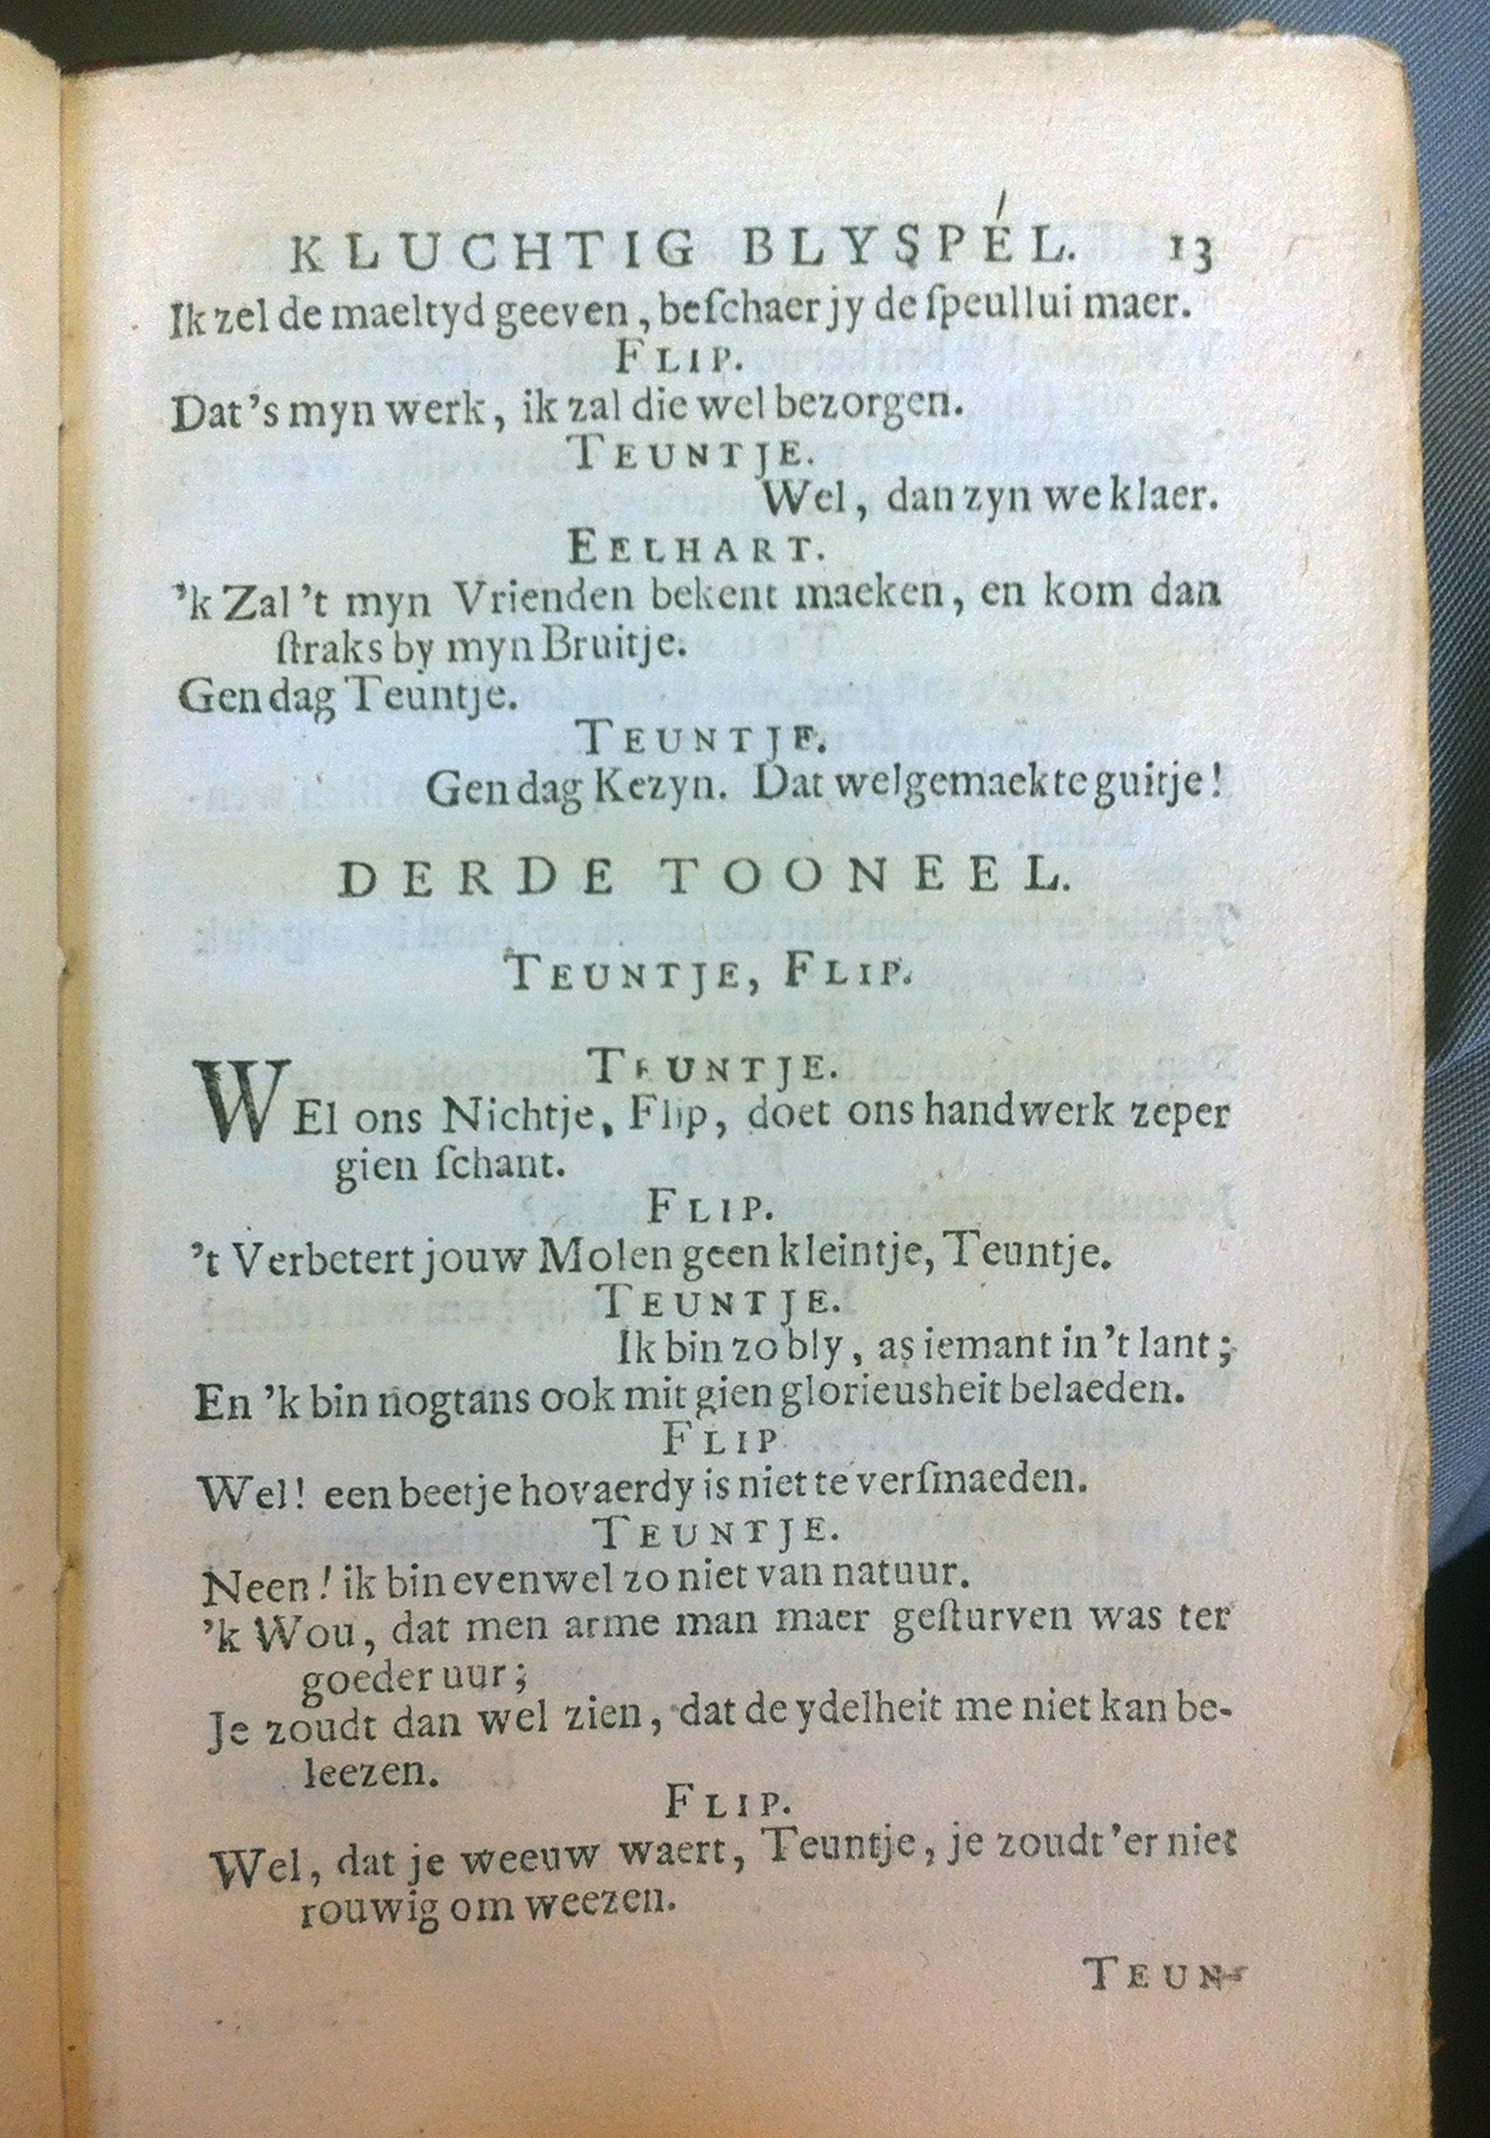 KLUCHTIG BLYSPEL. 13
Ik zel de maeltyd geeven, beſchaer jy de ſpeullui maer.
FLIP.
Dat's myn werk, ik zal die wel bezorgen.
TEUNTJE.
Wel, dan zyn we klaer.
EELHART.
'k Zal 't myn Vrienden bekent maeken, en kom dan
ſtraks by myn Bruitje.
Gen dag Teuntje.
TEUNTJE.
Gen dag Kezyn. Dat welgemaekte guitje!
DERDE TOONEEL.
TEUNTJE, FLIP.
TEUNTJE.
WEl ons Nichtje, Flip, doet ons handwerk zeper
gien ſchant.
FLIP.
't Verbetert jouw Molen geen kleintje, Teuntje.
TEUNTJE.
Ik bin zo bly, as iemant in 't lant;
En 'k bin nogtans ook mit gien glorieusheit belaeden.
FLIP
Wel! een beetje hovaerdy is niet te verſmaeden.
TEUNTJE.
Neen! ik bin evenwel zo niet van natuur.
'k Wou, dat men arme man maer geſturven was ter
goeder uur;
Je zoudt dan wel zien, dat de ydelheit me niet kan be-
leezen.
FLIP.
Wel, dat je weeuw waert, Teuntje, je zoudt 'er niet
rouwig om weezen.
TEUN-